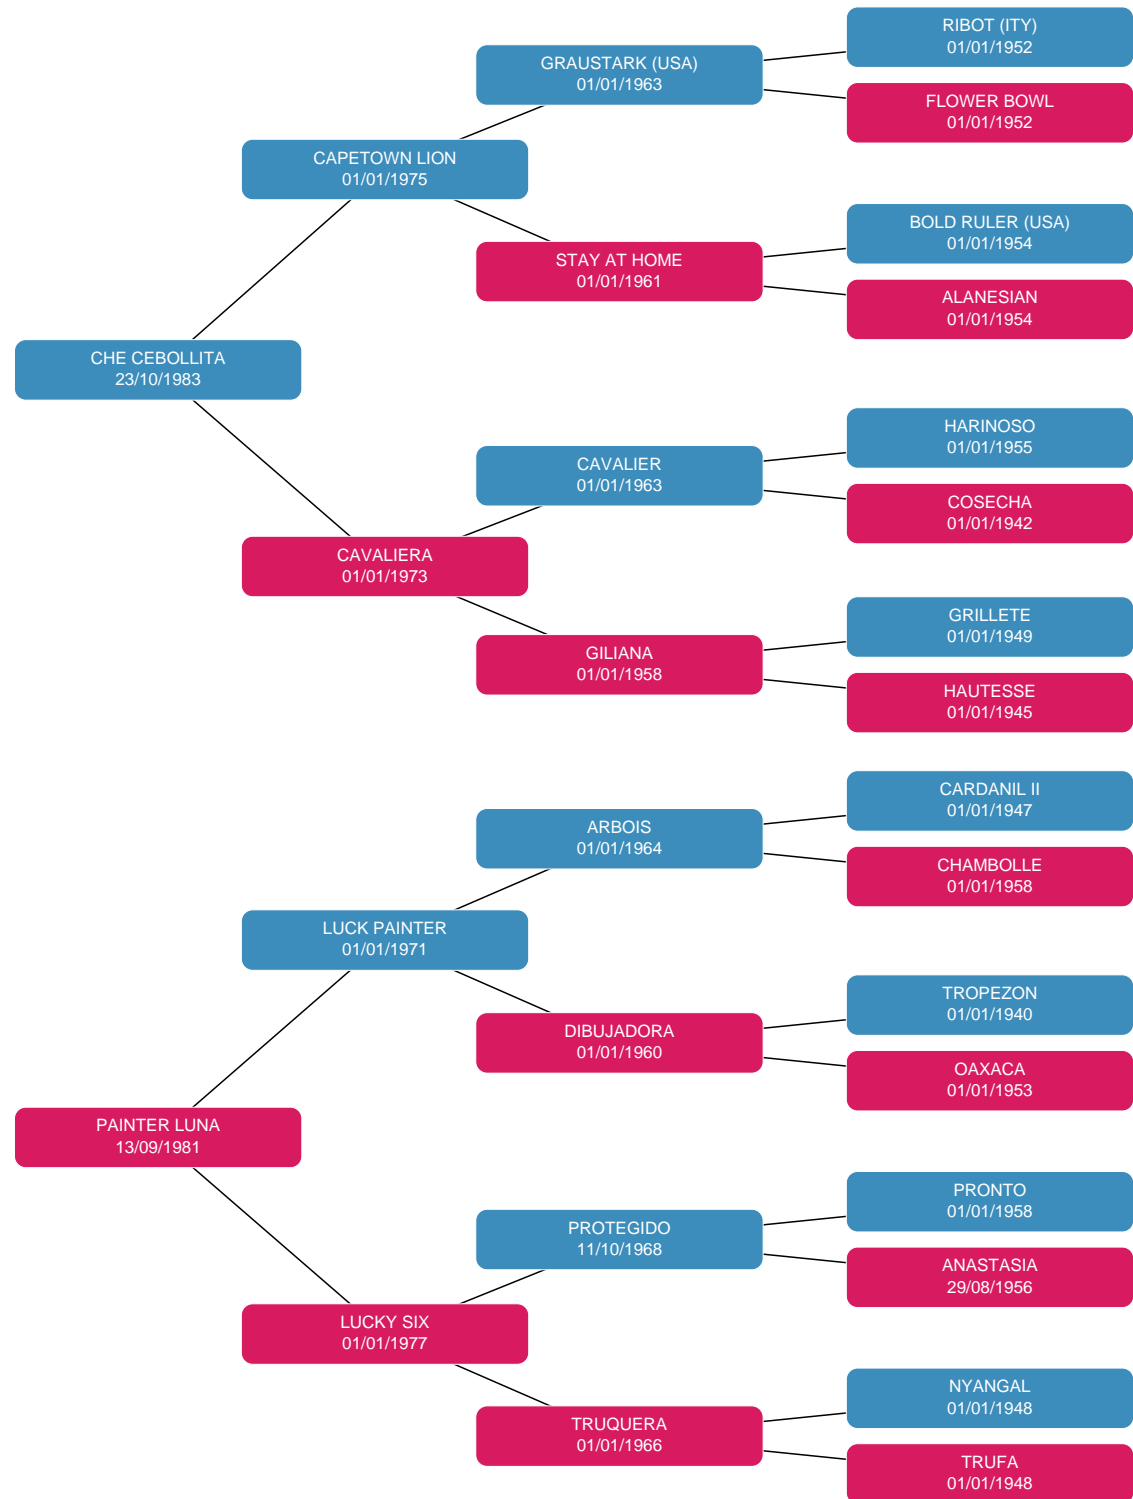 RIBOT (ITY)
01/01/1952
GRAUSTARK (USA)
01/01/1963
FLOWER BOWL
01/01/1952
CAPETOWN LION
01/01/1975
BOLD RULER (USA)
01/01/1954
STAY AT HOME
01/01/1961
ALANESIAN
01/01/1954
CHE CEBOLLITA
23/10/1983
HARINOSO
01/01/1955
CAVALIER
01/01/1963
COSECHA
01/01/1942
CAVALIERA
01/01/1973
GRILLETE
01/01/1949
GILIANA
01/01/1958
HAUTESSE
01/01/1945
CARDANIL II
01/01/1947
ARBOIS
01/01/1964
CHAMBOLLE
01/01/1958
LUCK PAINTER
01/01/1971
TROPEZON
01/01/1940
DIBUJADORA
01/01/1960
OAXACA
01/01/1953
PAINTER LUNA
13/09/1981
PRONTO
01/01/1958
PROTEGIDO
11/10/1968
ANASTASIA
29/08/1956
LUCKY SIX
01/01/1977
NYANGAL
01/01/1948
TRUQUERA
01/01/1966
TRUFA
01/01/1948